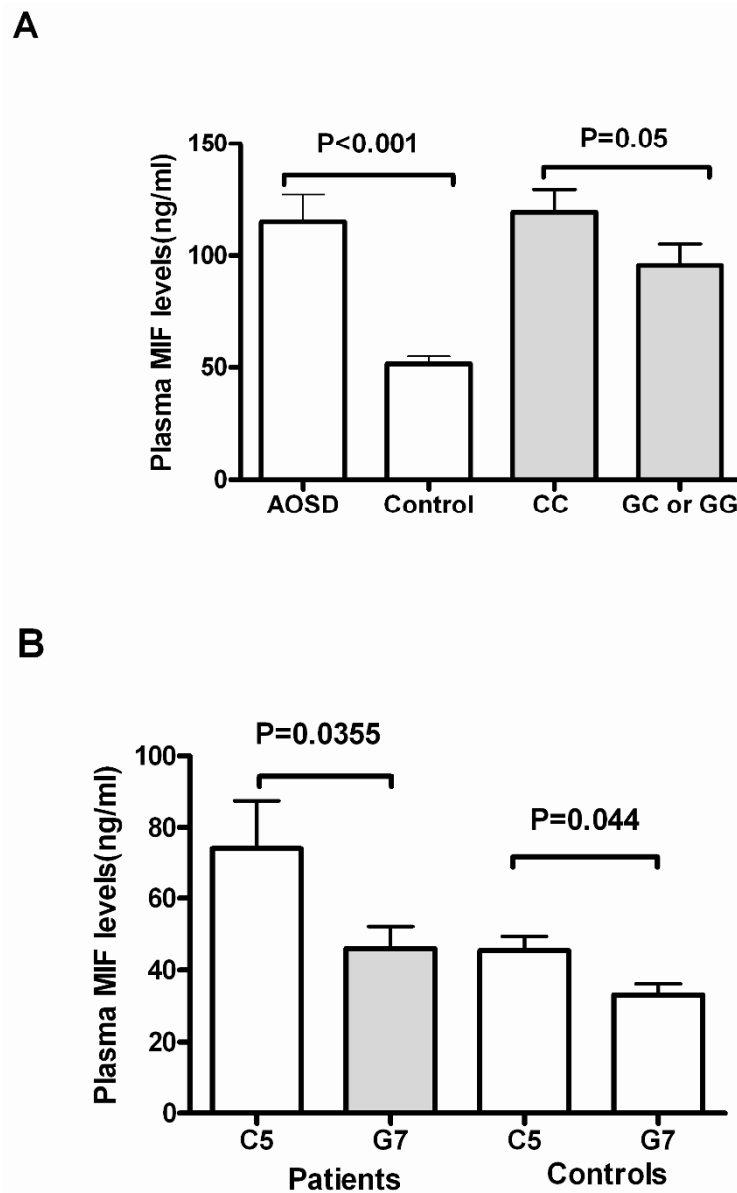 A
Plasma MIF levels(ng/ml)
150
100
50
0
P<0.001
P=0.05
AOSD Control CC GC or GG
B
Plasma MIF levels(ng/ml)
100
80
60
40
20
0
P=0.0355
P=0.044
C5 G7 C5 G7
Patients Controls